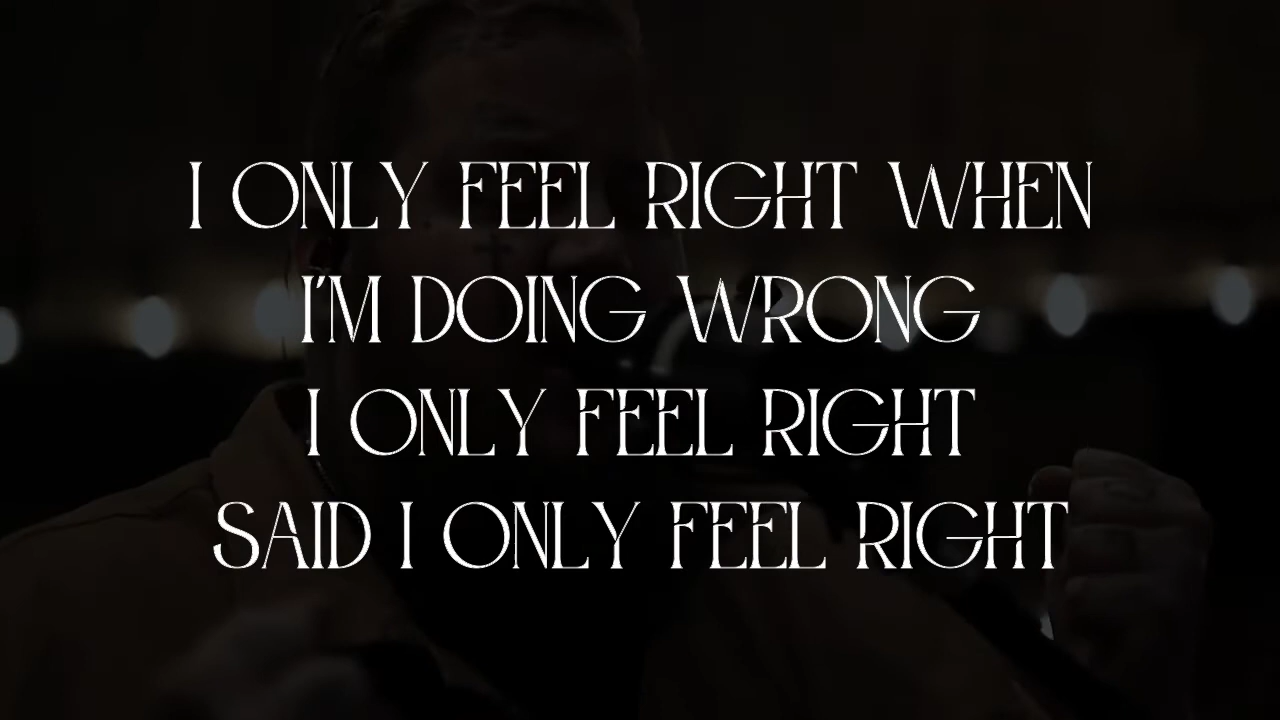 I ONLY FEEL RIGHT WHEN
I'M DOING WRONG
I ONLY FEEL RIGHT
SAID I ONLY FEEL RIGHT